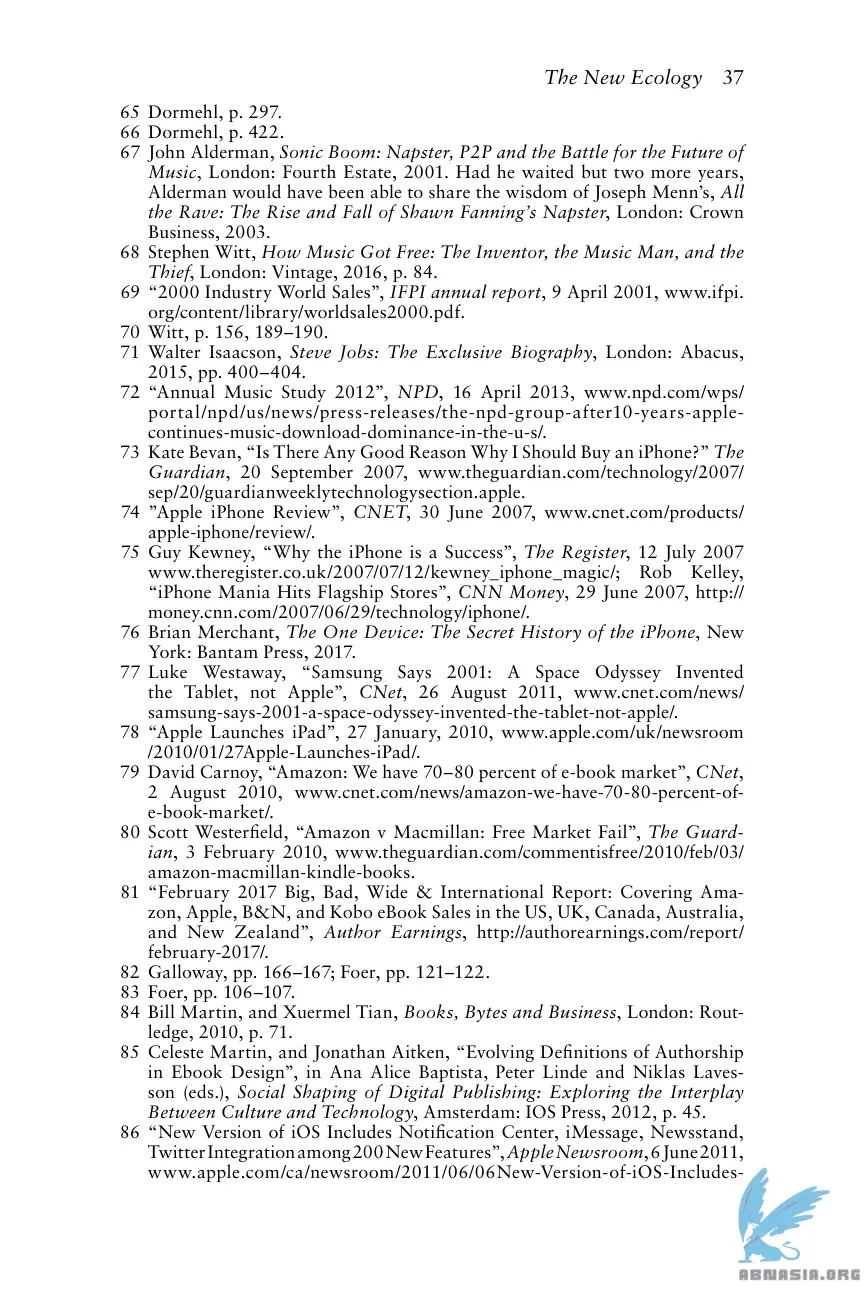 The New Ecology 37
65 Dormehl, p. 297.
66 Dormehl, p. 422.
67 John Alderman, Sonic Boom: Napster, P2P and the Battle for the Future of
Music, London: Fourth Estate, 2001. Had he waited but two more years,
Alderman would have been able to share the wisdom of Joseph Menn’s, All
the Rave: The Rise and Fall of Shawn Fanning’s Napster, London: Crown
Business, 2003.
68 Stephen Witt, How Music Got Free: The Inventor, the Music Man, and the
Thief, London: Vintage, 2016, p. 84.
69 “2000 Industry World Sales”, IFPI annual report, 9 April 2001, www.ifpi.
org/content/library/worldsales2000.pdf.
70 Witt, p. 156, 189–190.
71 Walter Isaacson, Steve Jobs: The Exclusive Biography, London: Abacus,
2015, pp. 400–404.
72 “Annual Music Study 2012”, NPD, 16 April 2013, www.npd.com/wps/
portal/npd/us/news/press-releases/the-npd-group-after10-years-apple-
continues-music-download-dominance-in-the-u-s/.
73 Kate Bevan, “Is There Any Good Reason Why I Should Buy an iPhone?” The
Guardian, 20 September 2007, www.theguardian.com/technology/2007/
sep/20/guardianweeklytechnologysection.apple.
74 ”Apple iPhone Review”, CNET, 30 June 2007, www.cnet.com/products/
apple-iphone/review/.
75 Guy Kewney, “Why the iPhone is a Success”, The Register, 12 July 2007
www.theregister.co.uk/2007/07/12/kewney_iphone_magic/; Rob Kelley,
“iPhone Mania Hits Flagship Stores”, CNN Money, 29 June 2007, http://
money.cnn.com/2007/06/29/technology/iphone/.
76 Brian Merchant, The One Device: The Secret History of the iPhone, New
York: Bantam Press, 2017.
77 Luke Westaway, “Samsung Says 2001: A Space Odyssey Invented
the Tablet, not Apple”, CNet, 26 August 2011, www.cnet.com/news/
samsung-says-2001-a-space-odyssey-invented-the-tablet-not-apple/.
78 “Apple Launches iPad”, 27 January, 2010, www.apple.com/uk/newsroom
/2010/01/27Apple-Launches-iPad/.
79 David Carnoy, “Amazon: We have 70–80 percent of e-book market”, CNet,
2 August 2010, www.cnet.com/news/amazon-we-have-70-80-percent-of-
e-book-market/.
80 Scott Westerfield, “Amazon v Macmillan: Free Market Fail”, The Guard-
ian, 3 February 2010, www.theguardian.com/commentisfree/2010/feb/03/
amazon-macmillan-kindle-books.
81 “February 2017 Big, Bad, Wide & International Report: Covering Ama-
zon, Apple, B&N, and Kobo eBook Sales in the US, UK, Canada, Australia,
and New Zealand”, Author Earnings, http://authorearnings.com/report/
february-2017/.
82 Galloway, pp. 166–167; Foer, pp. 121–122.
83 Foer, pp. 106–107.
84 Bill Martin, and Xuermel Tian, Books, Bytes and Business, London: Rout-
ledge, 2010, p. 71.
85 Celeste Martin, and Jonathan Aitken, “Evolving Definitions of Authorship
in Ebook Design”, in Ana Alice Baptista, Peter Linde and Niklas Laves-
son (eds.), Social Shaping of Digital Publishing: Exploring the Interplay
Between Culture and Technology, Amsterdam: IOS Press, 2012, p. 45.
86 “New Version of iOS Includes Notification Center, iMessage, Newsstand,
Twitter Integration among 200 New Features”, Apple Newsroom, 6 June 2011,
www.apple.com/ca/newsroom/2011/06/06New-Version-of-iOS-Includes-
ABNASIA.ORG